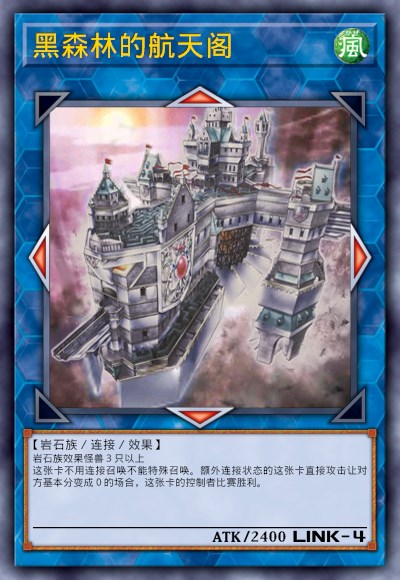 黑森林的航天阁
風
【岩石族 / 连接 / 效果】
岩石族效果怪兽3只以上
这张卡不用连接召唤不能特殊召唤。额外连接状态的这张卡直接攻击让对
方基本分变成0的场合，这张卡的控制者比赛胜利。
ATK/2400 LINK-4